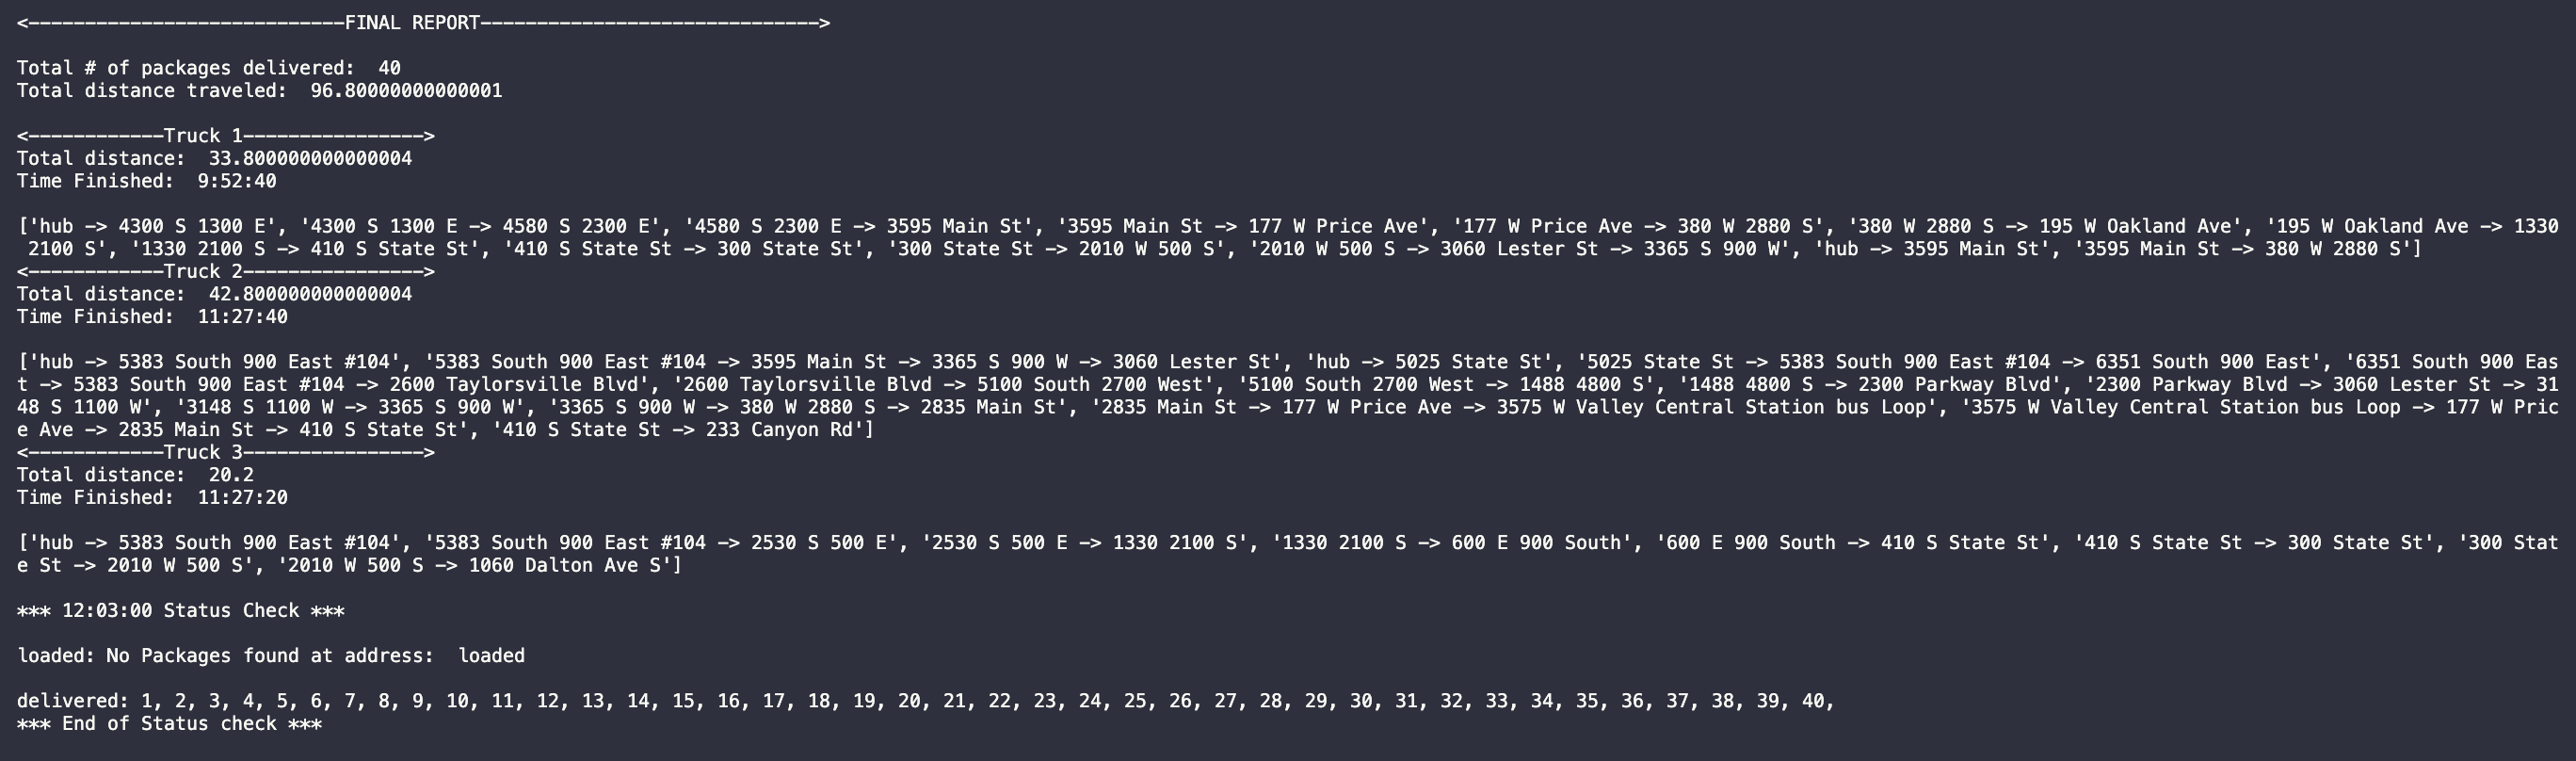 <----------------------------FINAL REPORT------------------------------>
Total # of packages delivered:  40
Total distance traveled:  96.80000000000001
<------------Truck 1---------------->
Total distance:  33.800000000000004
Time Finished:  9:52:40
['hub -> 4300 S 1300 E', '4300 S 1300 E -> 4580 S 2300 E', '4580 S 2300 E -> 3595 Main St', '3595 Main St -> 177 W Price Ave', '177 W Price Ave -> 380 W 2880 S', '380 W 2880 S -> 195 W Oakland Ave', '195 W Oakland Ave -> 1330
 2100 S', '1330 2100 S -> 410 S State St', '410 S State St -> 300 State St', '300 State St -> 2010 W 500 S', '2010 W 500 S -> 3060 Lester St -> 3365 S 900 W', 'hub -> 3595 Main St', '3595 Main St -> 380 W 2880 S']
<------------Truck 2---------------->
Total distance:  42.800000000000004
Time Finished:  11:27:40
['hub -> 5383 South 900 East #104', '5383 South 900 East #104 -> 3595 Main St -> 3365 S 900 W -> 3060 Lester St', 'hub -> 5025 State St', '5025 State St -> 5383 South 900 East #104 -> 6351 South 900 East', '6351 South 900 Eas
t -> 5383 South 900 East #104 -> 2600 Taylorsville Blvd', '2600 Taylorsville Blvd -> 5100 South 2700 West', '5100 South 2700 West -> 1488 4800 S', '1488 4800 S -> 2300 Parkway Blvd', '2300 Parkway Blvd -> 3060 Lester St -> 31
48 S 1100 W', '3148 S 1100 W -> 3365 S 900 W', '3365 S 900 W -> 380 W 2880 S -> 2835 Main St', '2835 Main St -> 177 W Price Ave -> 3575 W Valley Central Station bus Loop', '3575 W Valley Central Station bus Loop -> 177 W Pric
e Ave -> 2835 Main St -> 410 S State St', '410 S State St -> 233 Canyon Rd']
<------------Truck 3---------------->
Total distance:  20.2
Time Finished:  11:27:20
['hub -> 5383 South 900 East #104', '5383 South 900 East #104 -> 2530 S 500 E', '2530 S 500 E -> 1330 2100 S', '1330 2100 S -> 600 E 900 South', '600 E 900 South -> 410 S State St', '410 S State St -> 300 State St', '300 Stat
e St -> 2010 W 500 S', '2010 W 500 S -> 1060 Dalton Ave S']
*** 12:03:00 Status Check ***
loaded: No Packages found at address:  loaded
delivered: 1, 2, 3, 4, 5, 6, 7, 8, 9, 10, 11, 12, 13, 14, 15, 16, 17, 18, 19, 20, 21, 22, 23, 24, 25, 26, 27, 28, 29, 30, 31, 32, 33, 34, 35, 36, 37, 38, 39, 40,
*** End of Status check ***